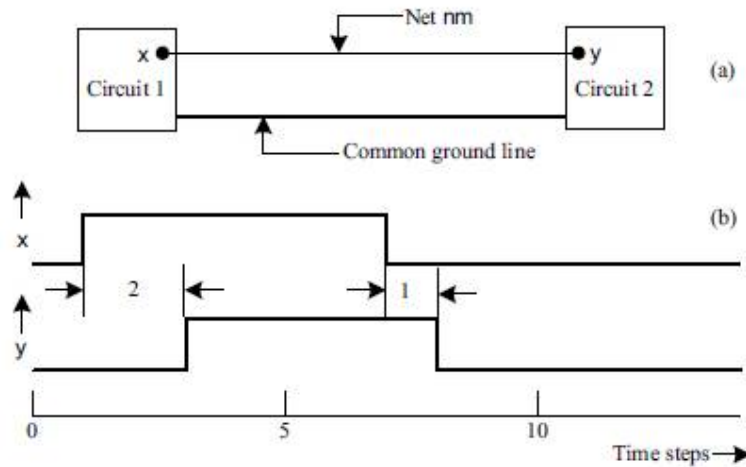 Net nm
x
y
(a)
Circuit 1
Circuit 2
Common ground line
(b)
x
2
1
y
0
5
10
Time steps